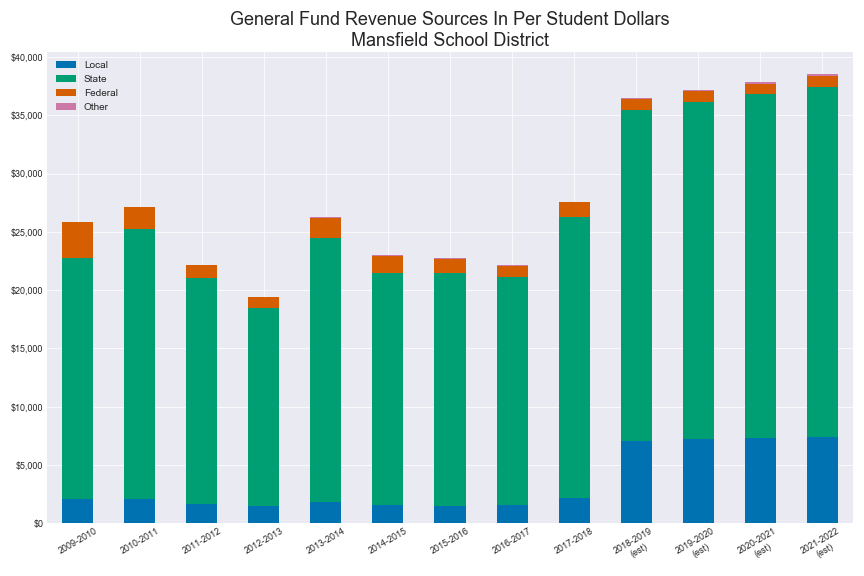 General Fund Revenue Sources In Per Student Dollars
Mansfield School District
Local
State
Federal
Other
$40,000
$35,000
$30,000
$25,000
$20,000
$15,000
$10,000
$5,000
$0
2009-2010
2010-2011
2011-2012
2012-2013
2013-2014
2014-2015
2015-2016
2016-2017
2017-2018
2018-2019
(est)
2019-2020
(est)
2020-2021
(est)
2021-2022
(est)